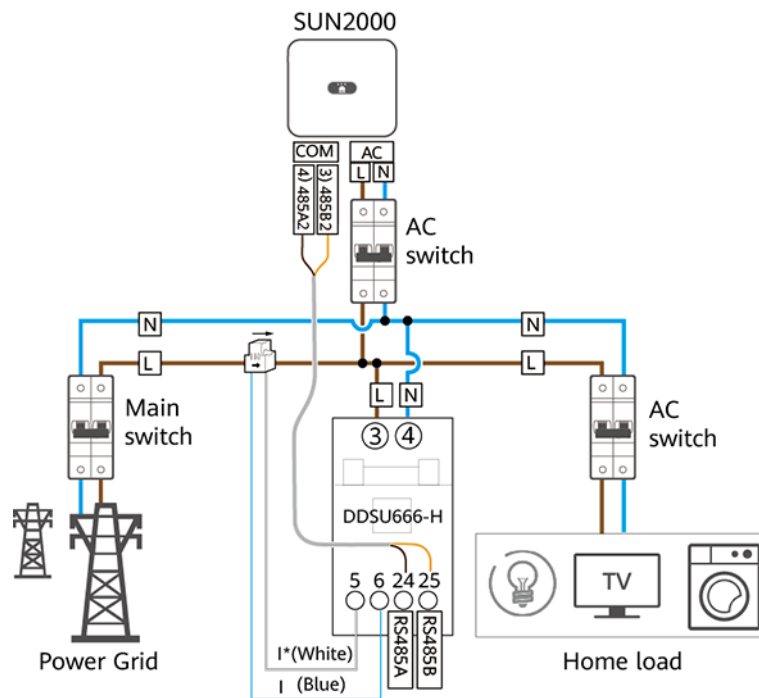 SUN2000
COM
AC
L
N
4) 485A2
3) 485B2
AC
switch
N
N
L
L
Main
switch
L
N
AC
switch
3
4
DDSU666-H
TV
5
6
24
25
RS485A
RS485B
I*(White)
I (Blue)
Power Grid
Home load